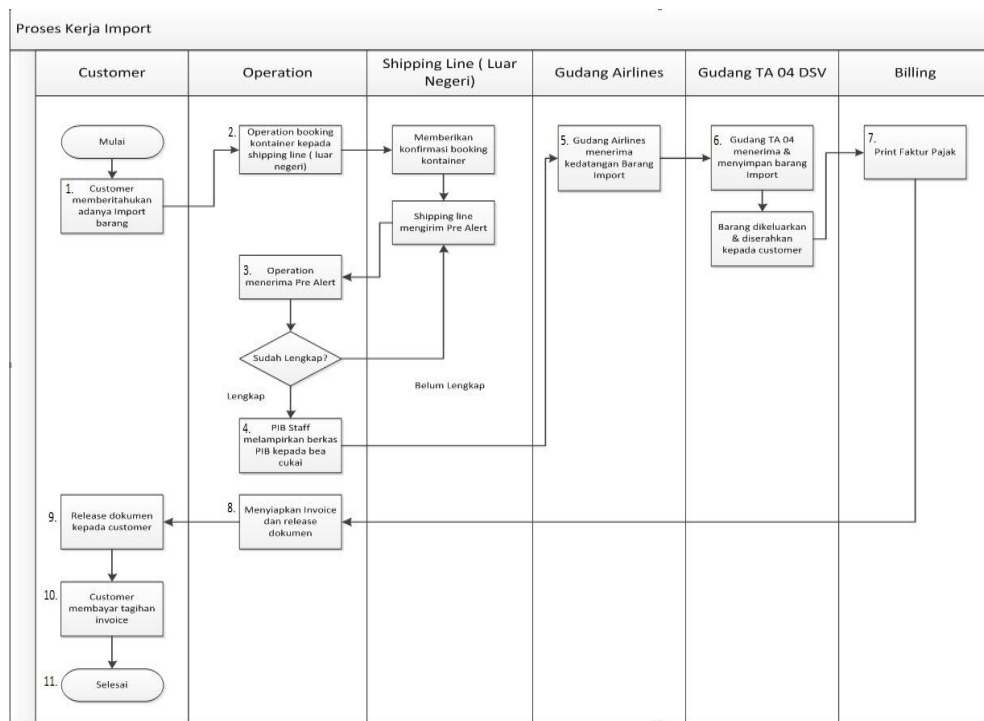 Proses Kerja Import
Customer
Operation
Shipping Line ( Luar
Negeri)
Gudang Airlines
Gudang TA 04 DSV
Billing
Mulai
1. Customer
memberitahukan
adanya Import
barang
2. Operation booking
kontainer kepada
shipping line ( luar
negeri)
Memberikan
konfirmasi booking
kontainer
Shipping line
mengirim Pre Alert
3. Operation
menerima Pre Alert
Sudah Lengkap?
Belum Lengkap
Lengkap
4. PIB Staff
melampirkan berkas
PIB kepada bea
cukai
5. Gudang Airlines
menerima
kedatangan Barang
Import
6. Gudang TA 04
menerima &
menyimpan barang
Import
Barang dikeluarkan
& diserahkan
kepada customer
7.
Print Faktur Pajak
8. Menyiapkan Invoice
dan release
dokumen
9. Release dokumen
kepada customer
10. Customer
membayar tagihan
invoice
11. Selesai